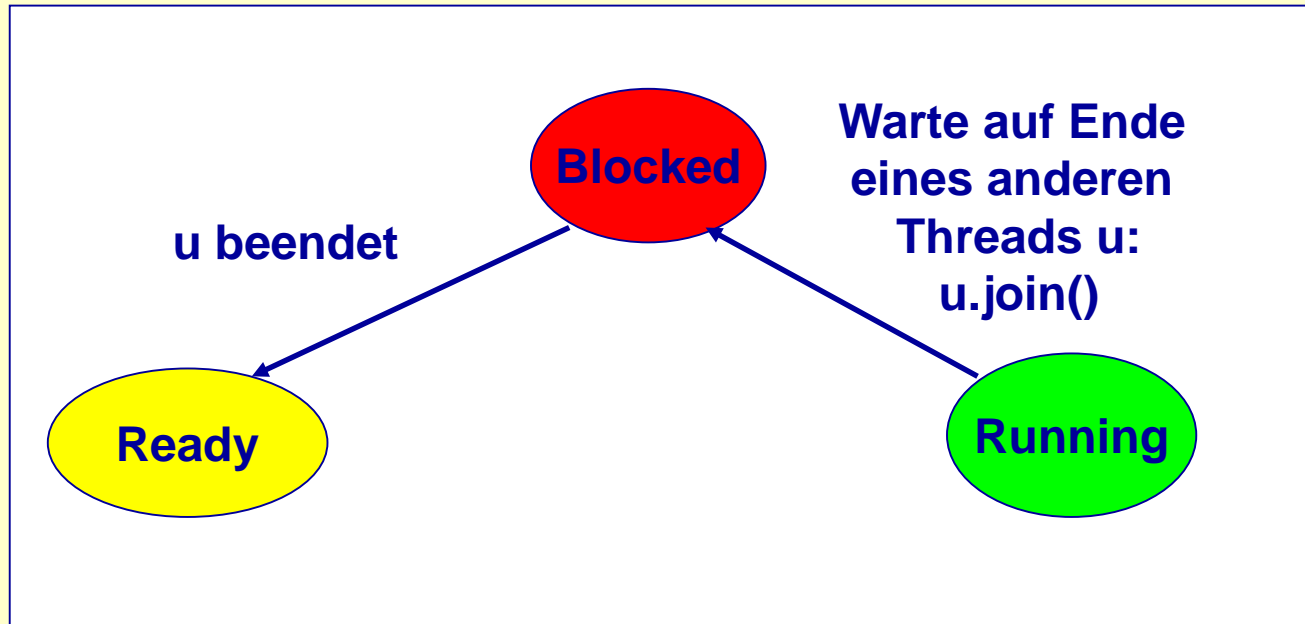 Blocked
Warte auf Ende
eines anderen
Threads u:
u.join()
u beendet
Ready
Running